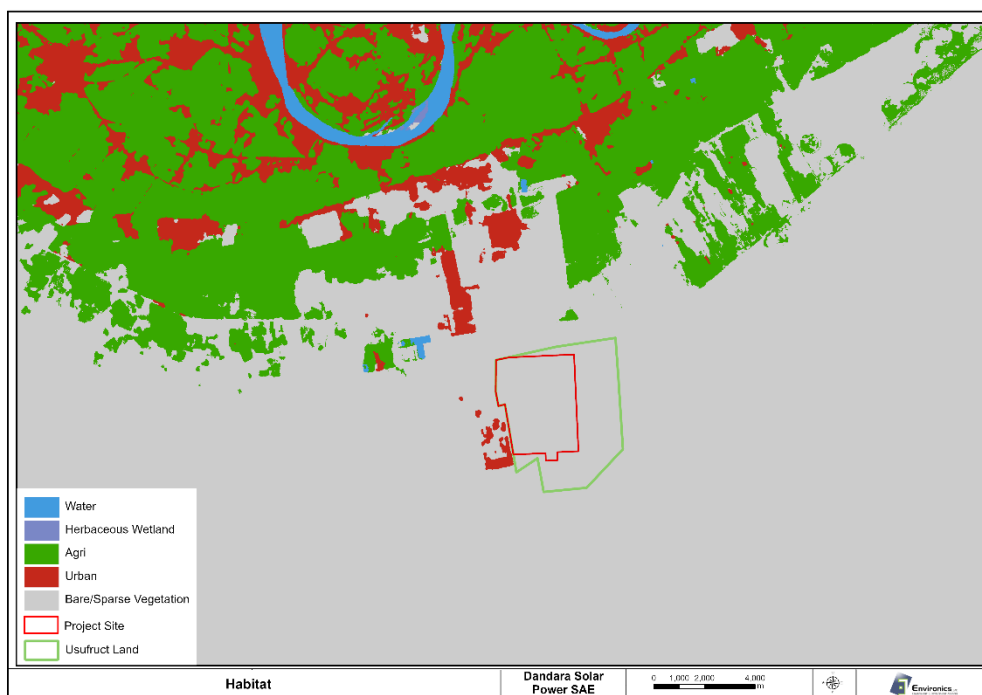 Water
Herbaceous Wetland
Agri
Urban
Bare/Sparse Vegetation
Project Site
Usufruct Land
Habitat
Dandara Solar
Power SAE
0 1,000 2,000 4,000
m
Environics